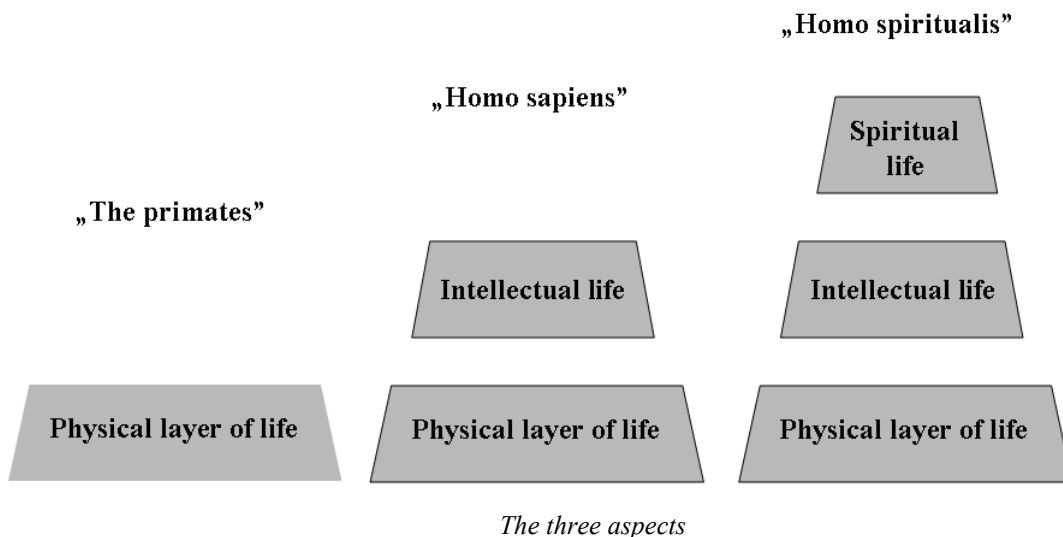 „Homo spiritualis”
„Homo sapiens”
Spiritual
life
„The primates”
Intellectual life
Intellectual life
Physical layer of life
Physical layer of life
Physical layer of life
The three aspects